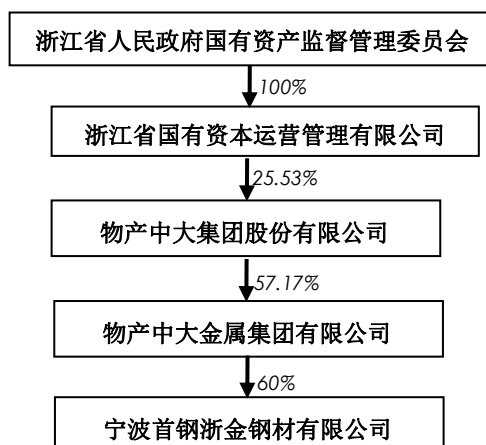 浙江省人民政府国有资产监督管理委员会
100%
浙江省国有资本运营管理有限公司
25.53%
物产中大集团股份有限公司
57.17%
物产中大金属集团有限公司
60%
宁波首钢浙金钢材有限公司